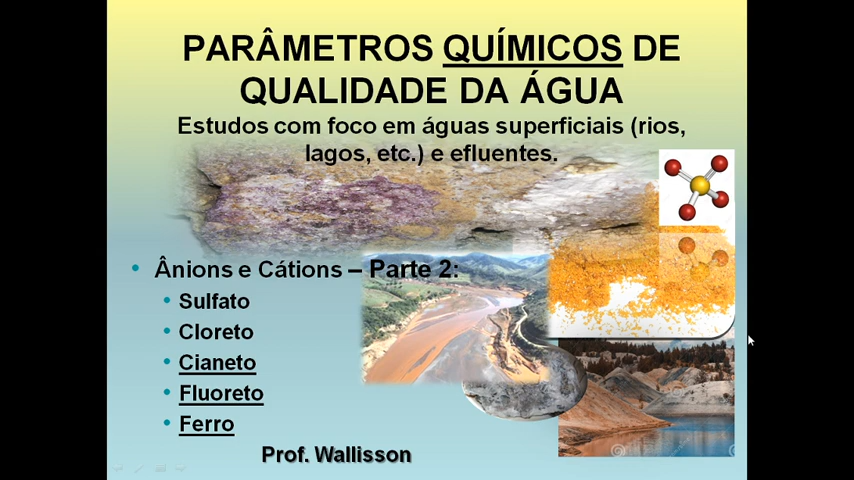 PARÂMETROS QUÍMICOS DE
QUALIDADE DA ÁGUA
Estudos com foco em águas superficiais (rios,
lagos, etc.) e efluentes.
• Ânions e Cátions – Parte 2:
• Sulfato
• Cloreto
• Cianeto
• Fluoreto
• Ferro
Prof. Wallisson